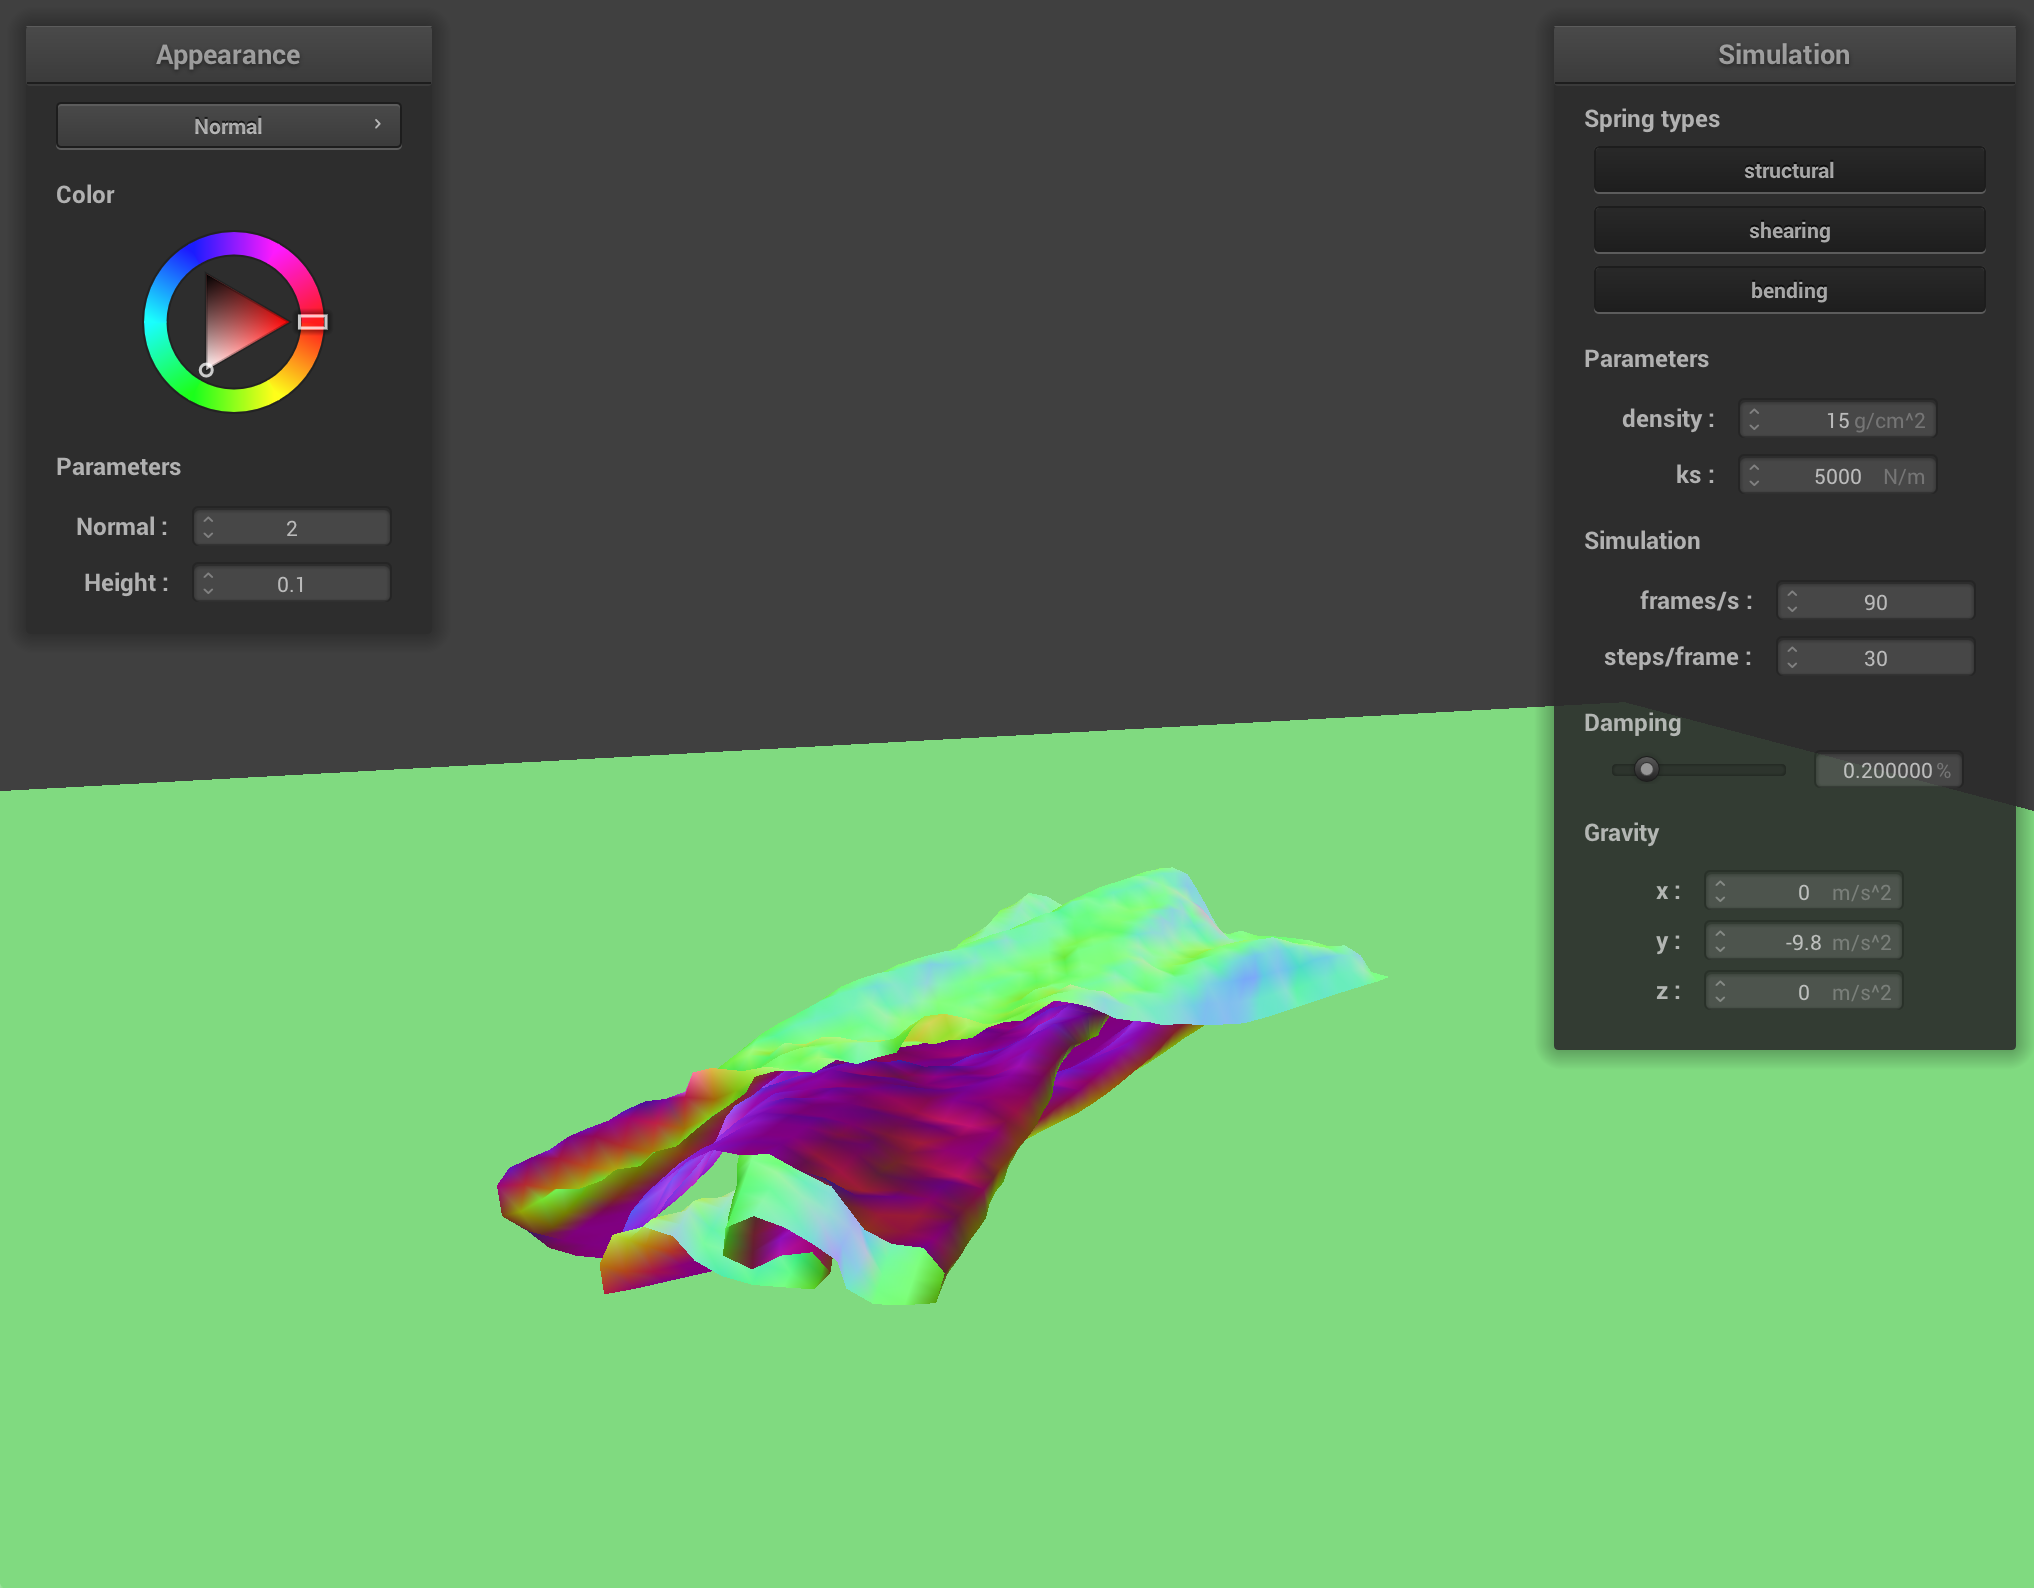 Appearance
Normal
Color
Parameters
Normal : 2
Height : 0.1
Simulation
Spring types
structural
shearing
bending
Parameters
density : 15 g/cm^2
ks : 5000 N/m
Simulation
frames/s : 90
steps/frame : 30
Damping
0.200000 %
Gravity
x : 0 m/s^2
y : -9.8 m/s^2
z : 0 m/s^2